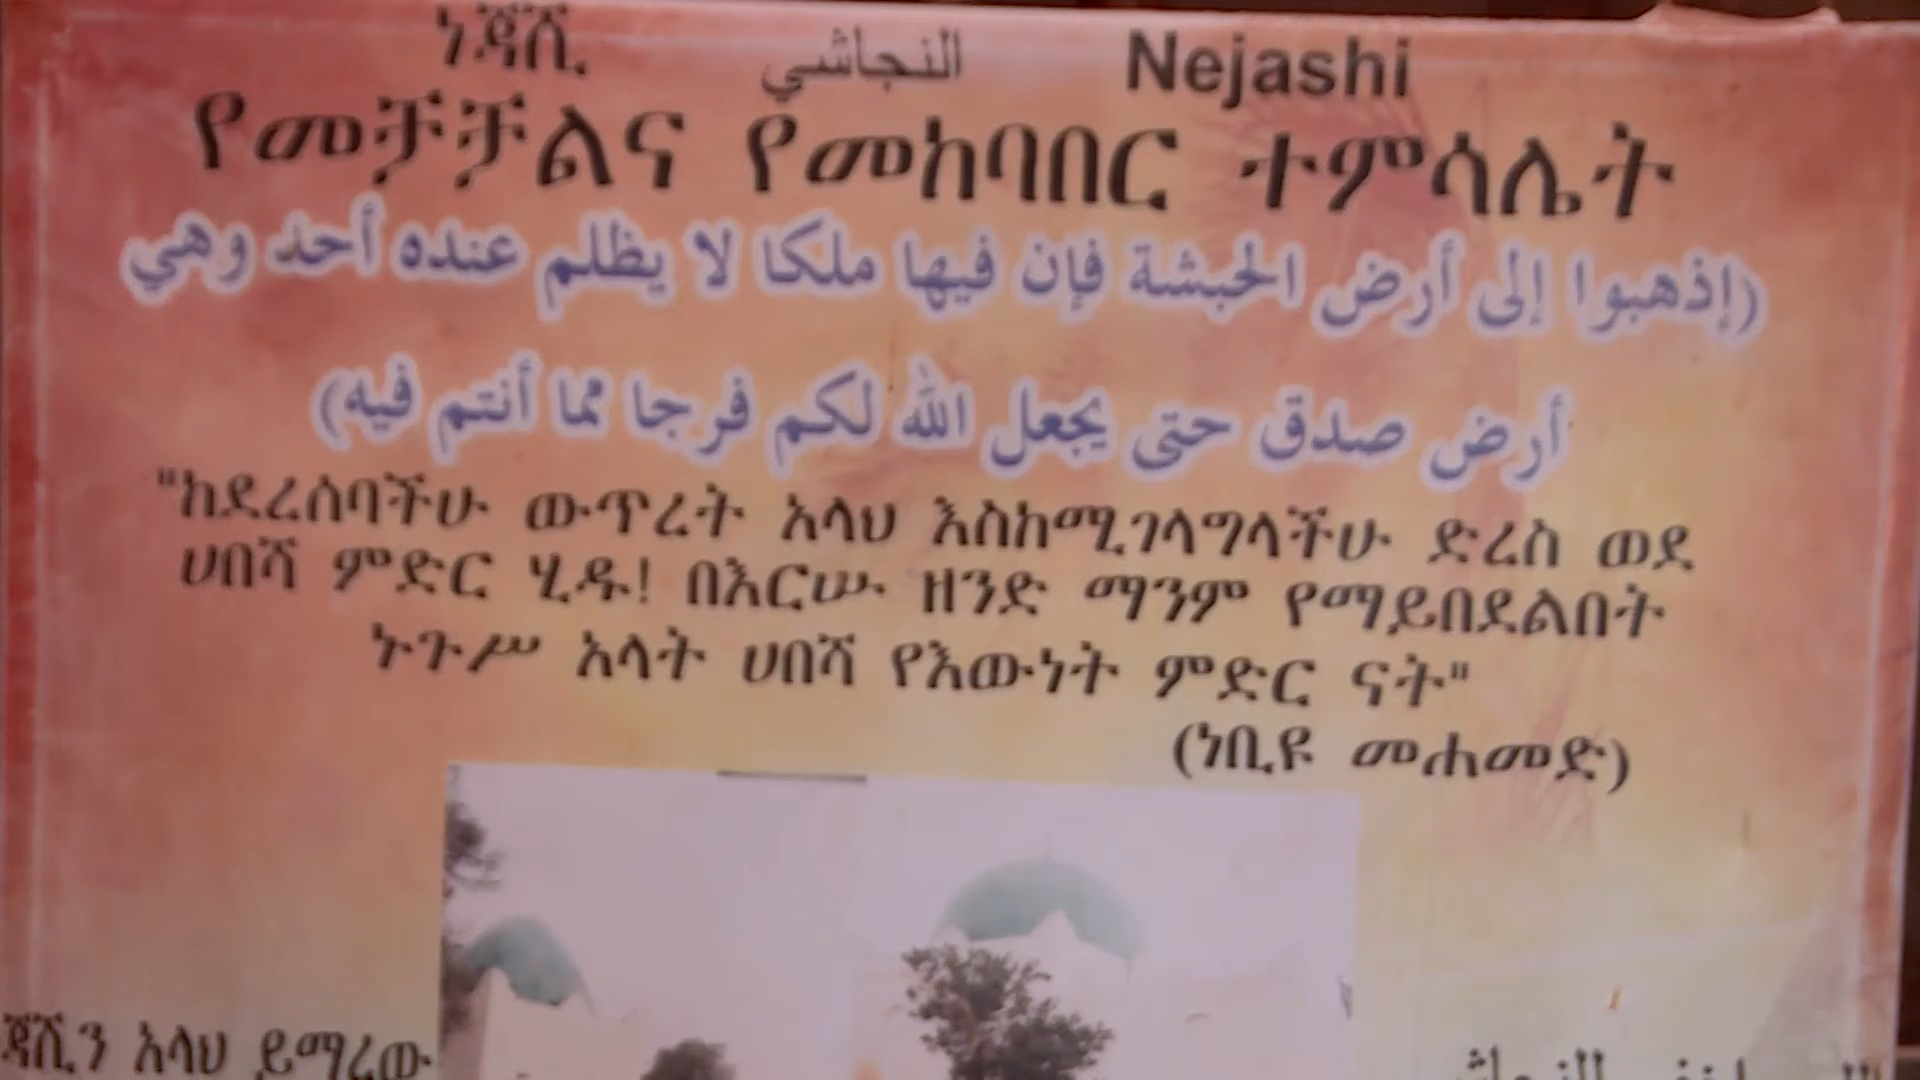 ነጃሺ النجاشي Nejashi
የመቻቻልና የመከባበር ተምሳሌት
(إذهبوا إلى أرض الحبشة فإن فيها ملكا لا يظلم عنده أحد وهي
أرض صدق حتى يجعل الله لكم فرجا مما أنتم فيه)
"ከደረሰባችሁ ውጥረት አላህ እስከሚገላግላችሁ ድረስ ወደ
ሀበሻ ምድር ሂዱ! በእርሡ ዘንድ ማንም የማይበደልበት
ኑጉሥ አላት ሀበሻ የእውነት ምድር ናት"
(ነቢዩ መሐመድ)
አላህ ይማረው